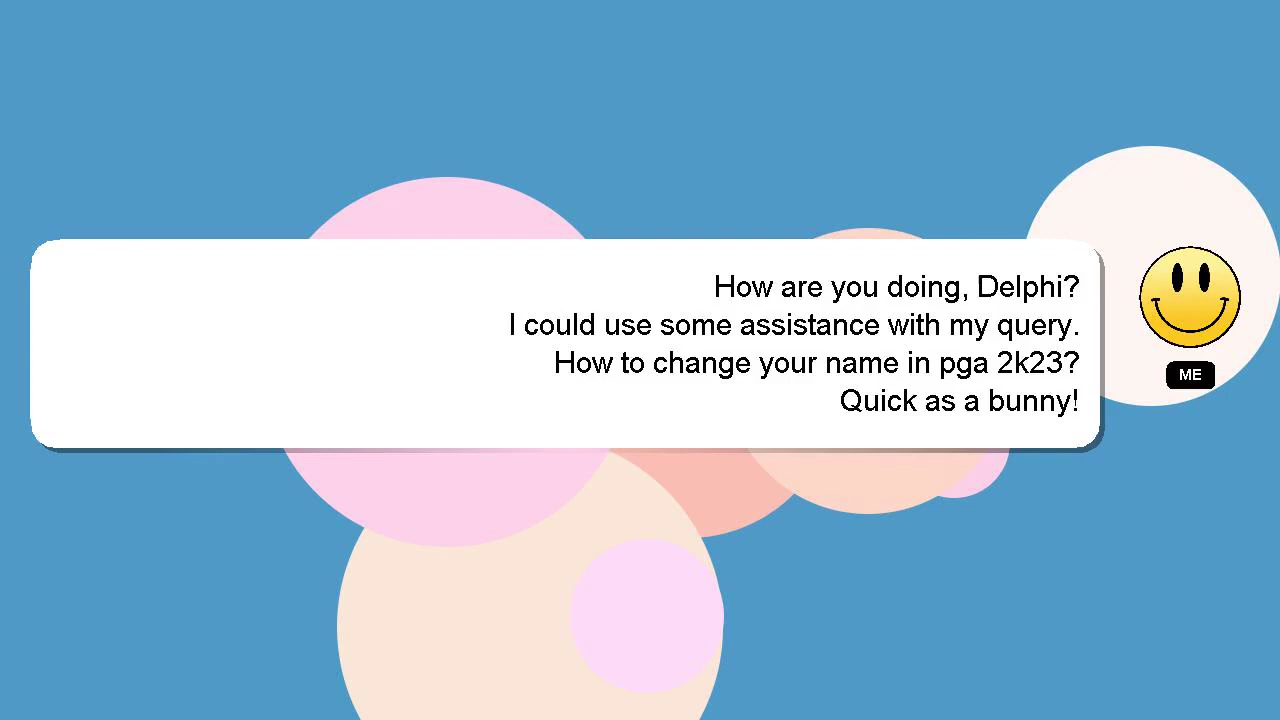 How are you doing, Delphi?
I could use some assistance with my query.
How to change your name in pga 2k23?
Quick as a bunny!
ME